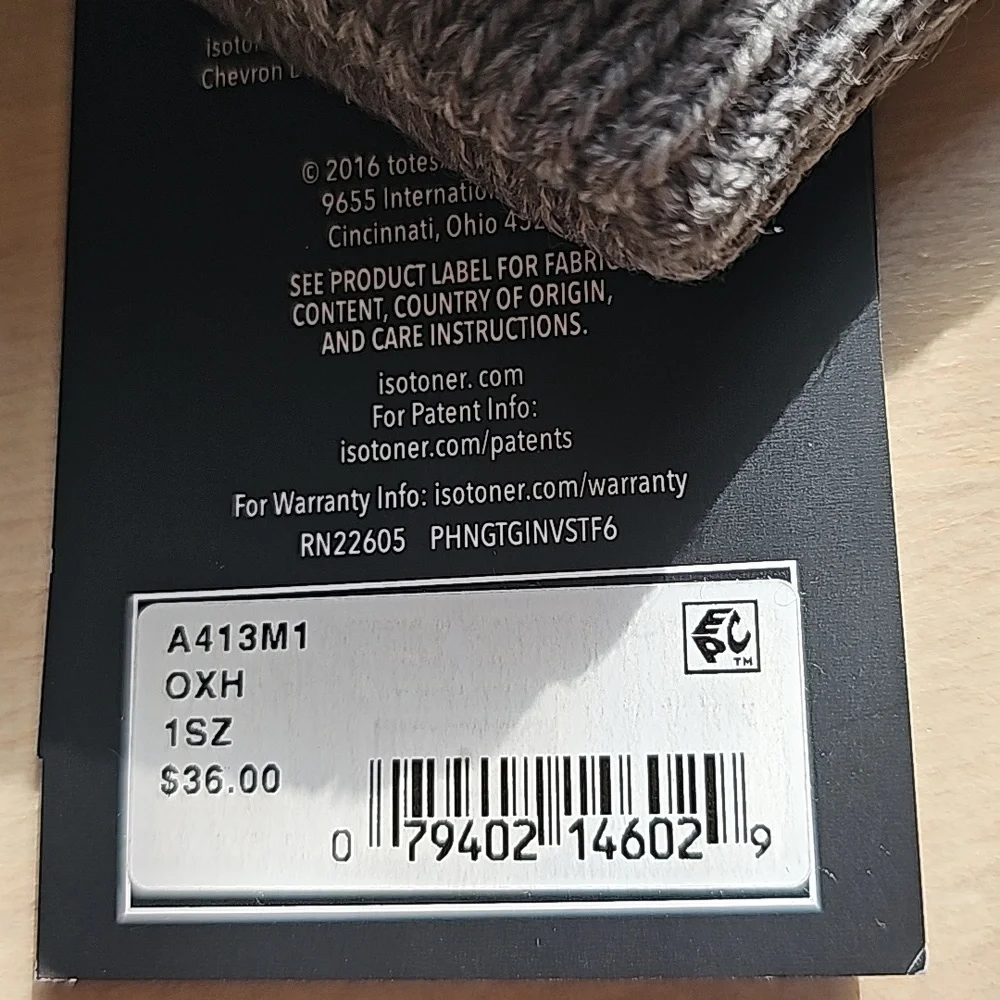 Chevron
© 2016 totes
9655
Cincinnati, Ohio
SEE PRODUCT LABEL FOR
CONTENT, COUNTRY OF ORIGIN,
AND CARE INSTRUCTIONS.
isotoner. com
For Patent Info:
isotoner.com/patents
For Warranty Info: isotoner.com/warranty
RN22605 PHNGTGINVSTF6
A413M1
EPC TM
OXH
1SZ
$36.00
0 79402 14602 9